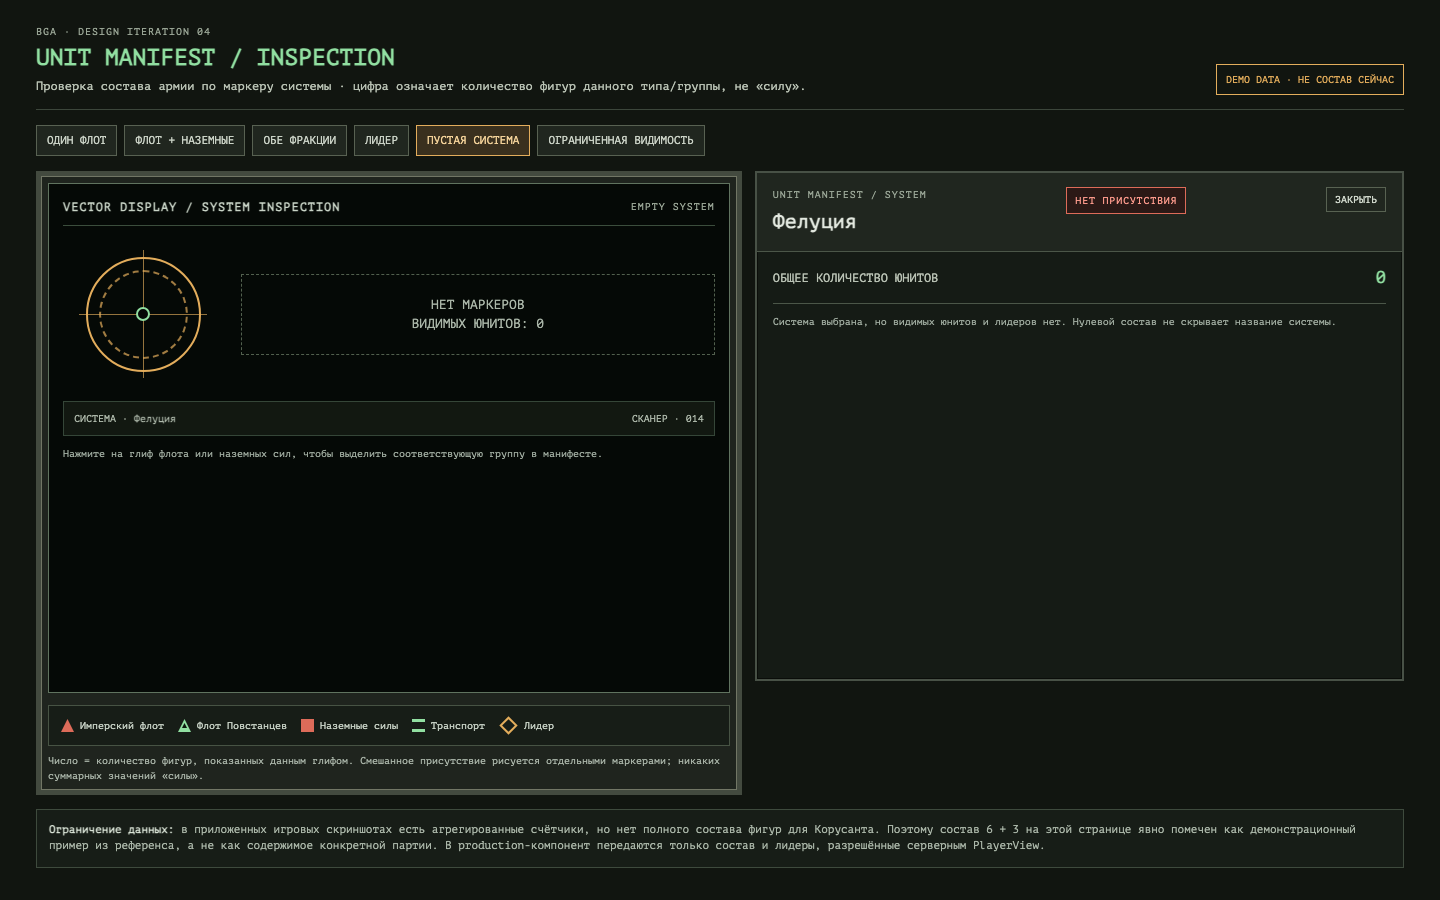 BGA · DESIGN ITERATION 04
UNIT MANIFEST / INSPECTION
Проверка состава армии по маркеру системы · цифра означает количество фигур данного типа/группы, не «силу».
DEMO DATA · НЕ СОСТАВ СЕЙЧАС
ОДИН ФЛОТ
ФЛОТ + НАЗЕМНЫЕ
ОБЕ ФРАКЦИИ
ЛИДЕР
ПУСТАЯ СИСТЕМА
ОГРАНИЧЕННАЯ ВИДИМОСТЬ
VECTOR DISPLAY / SYSTEM INSPECTION
EMPTY SYSTEM
НЕТ МАРКЕРОВ
ВИДИМЫХ ЮНИТОВ: 0
СИСТЕМА · Фелуция
СКАНЕР · 014
Нажмите на глиф флота или наземных сил, чтобы выделить соответствующую группу в манифесте.
Имперский флот
Флот Повстанцев
Наземные силы
Транспорт
Лидер
Число = количество фигур, показанных данным глифом. Смешанное присутствие рисуется отдельными маркерами; никаких
суммарных значений «силы».
UNIT MANIFEST / SYSTEM
Фелуция
НЕТ ПРИСУТСТВИЯ
ЗАКРЫТЬ
ОБЩЕЕ КОЛИЧЕСТВО ЮНИТОВ
0
Система выбрана, но видимых юнитов и лидеров нет. Нулевой состав не скрывает название системы.
Ограничение данных: в приложенных игровых скриншотах есть агрегированные счётчики, но нет полного состава фигур для Корусанта. Поэтому состав 6 + 3 на этой странице явно помечен как демонстрационный
пример из референса, а не как содержимое конкретной партии. В production-компонент передаются только состав и лидеры, разрешённые серверным PlayerView.